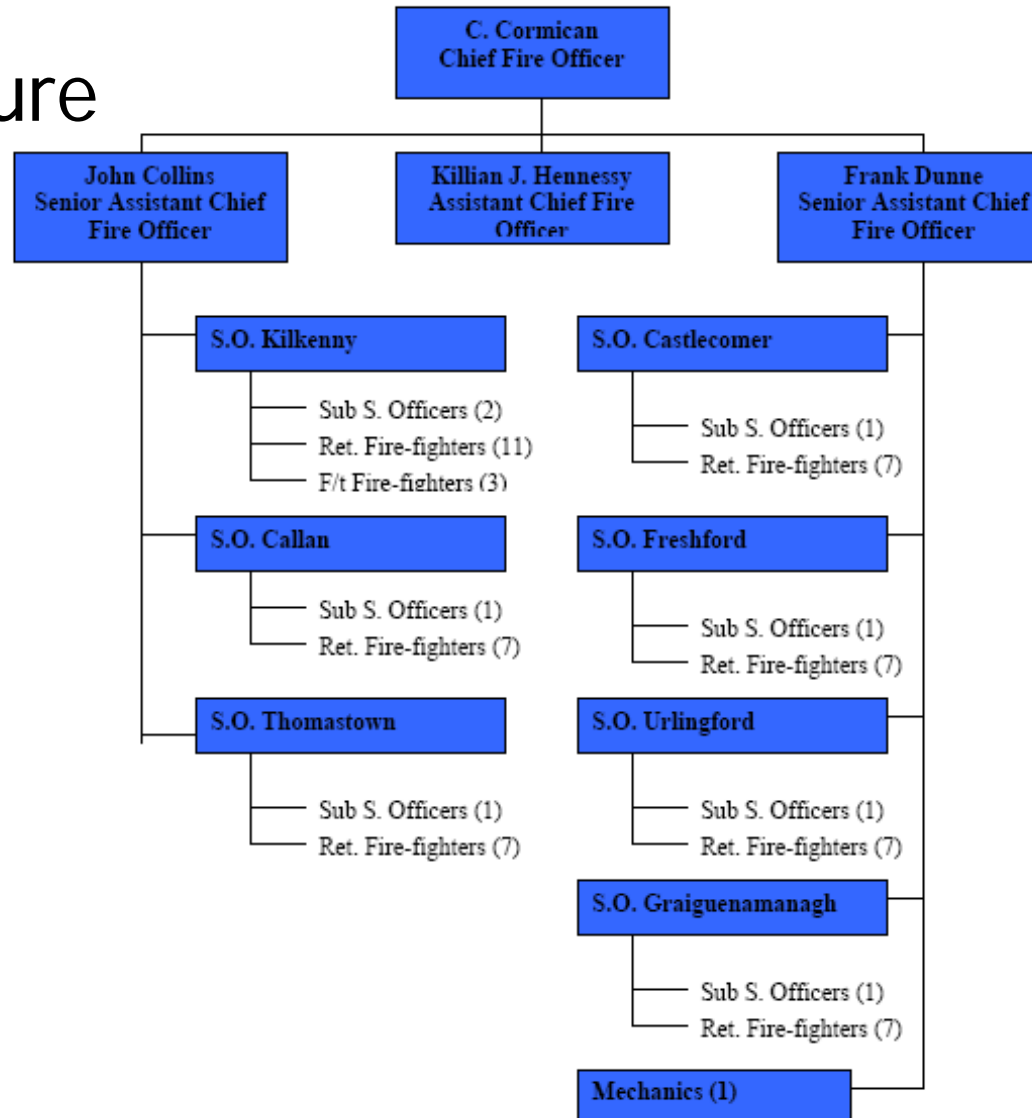 ure
C. Cormican
Chief Fire Officer
John Collins
Senior Assistant Chief
Fire Officer
Killian J. Hennessy
Assistant Chief Fire
Officer
Frank Dunne
Senior Assistant Chief
Fire Officer
S.O. Kilkenny
Sub S. Officers (2)
Ret. Fire-fighters (11)
F/t Fire-fighters (3)
S.O. Callan
Sub S. Officers (1)
Ret. Fire-fighters (7)
S.O. Thomastown
Sub S. Officers (1)
Ret. Fire-fighters (7)
S.O. Castlecomer
Sub S. Officers (1)
Ret. Fire-fighters (7)
S.O. Freshford
Sub S. Officers (1)
Ret. Fire-fighters (7)
S.O. Urlingford
Sub S. Officers (1)
Ret. Fire-fighters (7)
S.O. Graiguenamanagh
Sub S. Officers (1)
Ret. Fire-fighters (7)
Mechanics (1)